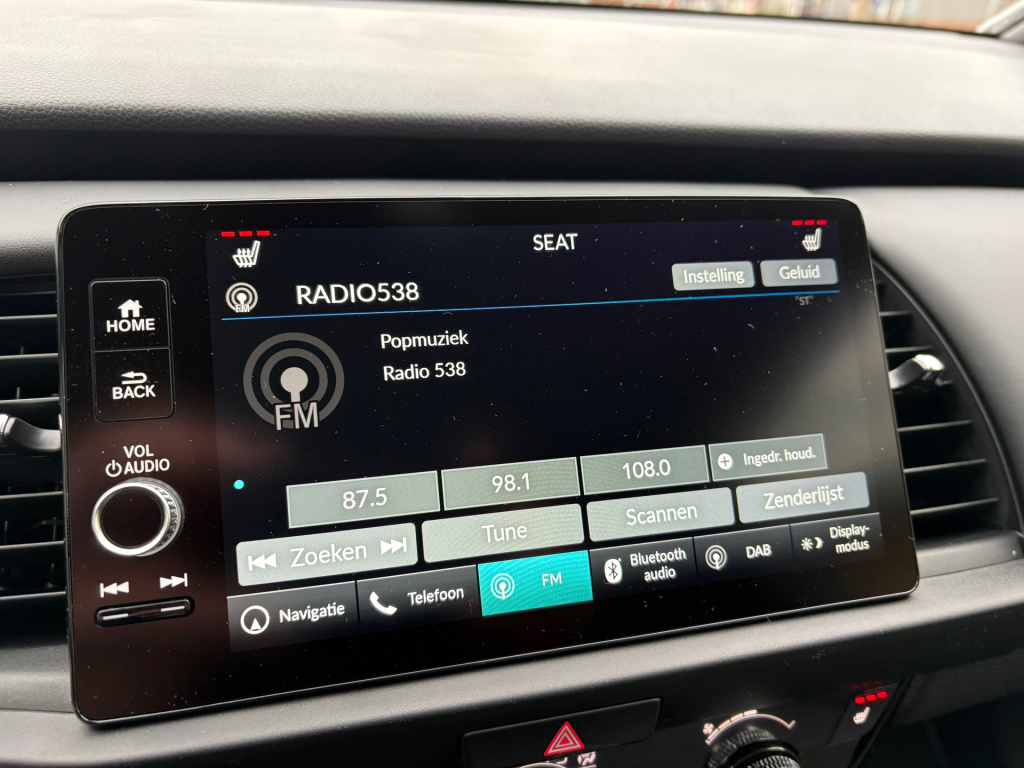 SEAT
FM
RADIO538
Instelling
Geluid
"ST"
HOME
BACK
Popmuziek
Radio 538
FM
VOL
AUDIO
87.5
98.1
108.0
Ingedr. houd.
Zoeken
Tune
Scannen
Zenderlijst
Navigatie
Telefoon
FM
Bluetooth
audio
DAB
Display-
modus